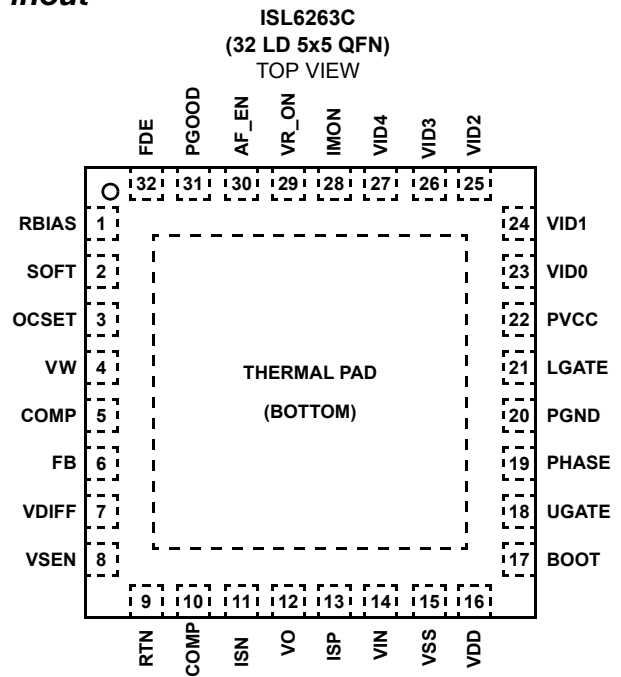 ISL6263C
(32 LD 5x5 QFN)
TOP VIEW
FDE PGOOD AF_EN VR_ON IMON VID4 VID3 VID2
32 31 30 29 28 27 26 25
RBIAS 1 24 VID1
SOFT 2 23 VID0
OCSET 3 22 PVCC
VW 4 THERMAL PAD 21 LGATE
COMP 5 (BOTTOM) 20 PGND
FB 6 19 PHASE
VDIFF 7 18 UGATE
VSEN 8 17 BOOT
9 10 11 12 13 14 15 16
RTN COMP ISN VO ISP VIN VSS VDD